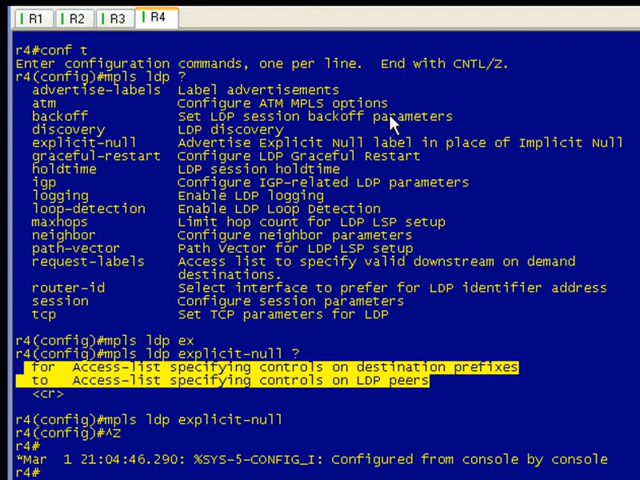 R1 R2 R3 R4
r4#conf t
Enter configuration commands, one per line.  End with CNTL/Z.
r4(config)#mpls ldp ?
  advertise-labels  Label advertisements
  atm               Configure ATM MPLS options
  backoff           Set LDP session backoff parameters
  discovery         LDP discovery
  explicit-null     Advertise Explicit Null label in place of Implicit Null
  graceful-restart  Configure LDP Graceful Restart
  holdtime          LDP session holdtime
  igp               Configure IGP-related LDP parameters
  logging           Enable LDP logging
  loop-detection    Enable LDP Loop Detection
  maxhops           Limit hop count for LDP LSP setup
  neighbor          Configure neighbor parameters
  path-vector       Path Vector for LDP LSP setup
  request-labels    Access list to specify valid downstream on demand
                    destinations.
  router-id         Select interface to prefer for LDP identifier address
  session           Configure session parameters
  tcp               Set TCP parameters for LDP
r4(config)#mpls ldp ex
r4(config)#mpls ldp explicit-null ?
  for  Access-list specifying controls on destination prefixes
  to   Access-list specifying controls on LDP peers
  <cr>
r4(config)#mpls ldp explicit-null
r4(config)#^Z
r4#
*Mar  1 21:04:46.290: %SYS-5-CONFIG_I: Configured from console by console
r4#